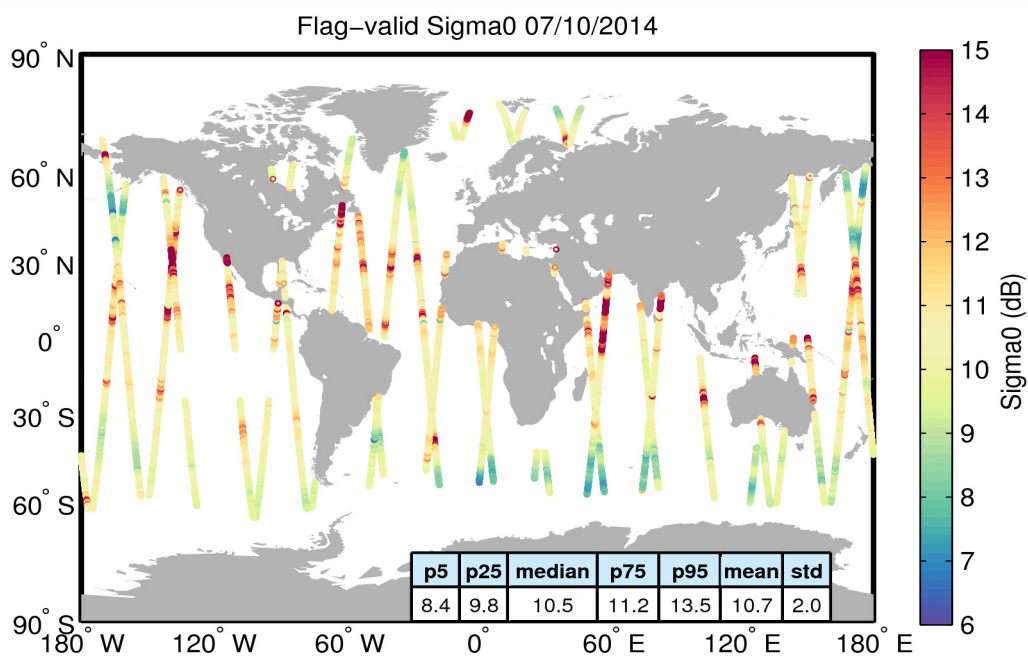 Flag−valid Sigma0 07/10/2014
90° N
60° N
30° N
0°
30° S
60° S
90° S
180° W
120° W
60° W
0°
60° E
120° E
180° E
p5 p25 median p75 p95 mean std
8.4 9.8 10.5 11.2 13.5 10.7 2.0
15
14
13
12
11
10
9
8
7
6
Sigma0 (dB)